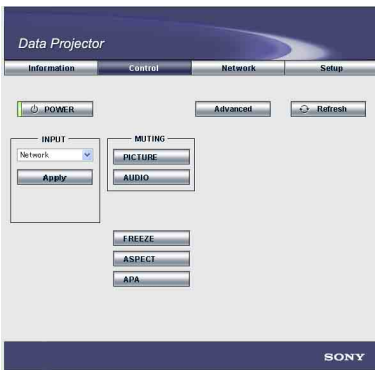 Data Projector
Information Control Network Setup
POWER Advanced Refresh
INPUT MUTING
Network PICTURE
Apply AUDIO
FREEZE
ASPECT
APA
SONY